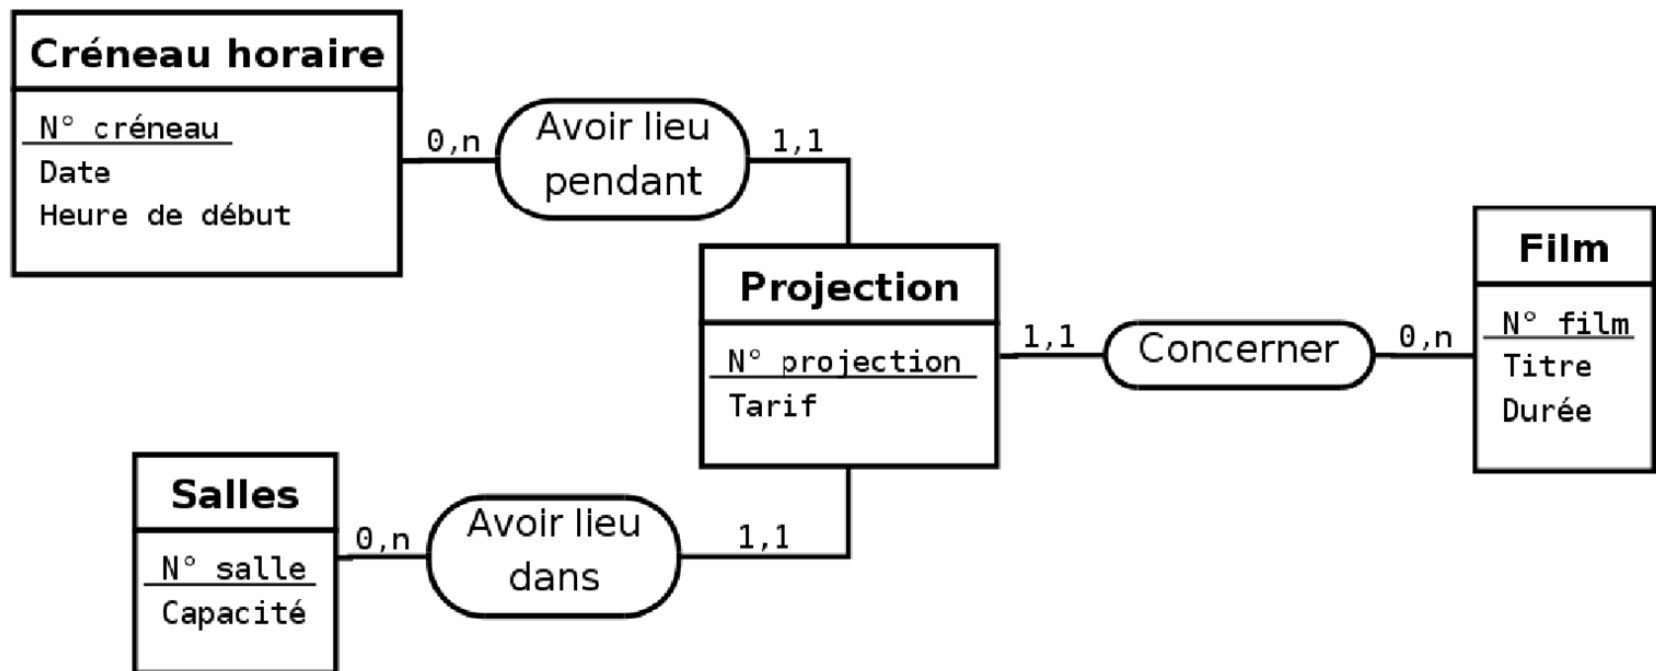 Créneau horaire
N° créneau
Date
Heure de début
0,n
Avoir lieu
pendant
1,1
Projection
N° projection
Tarif
1,1
Concerner
0,n
Film
N° film
Titre
Durée
Salles
N° salle
Capacité
0,n
Avoir lieu
dans
1,1